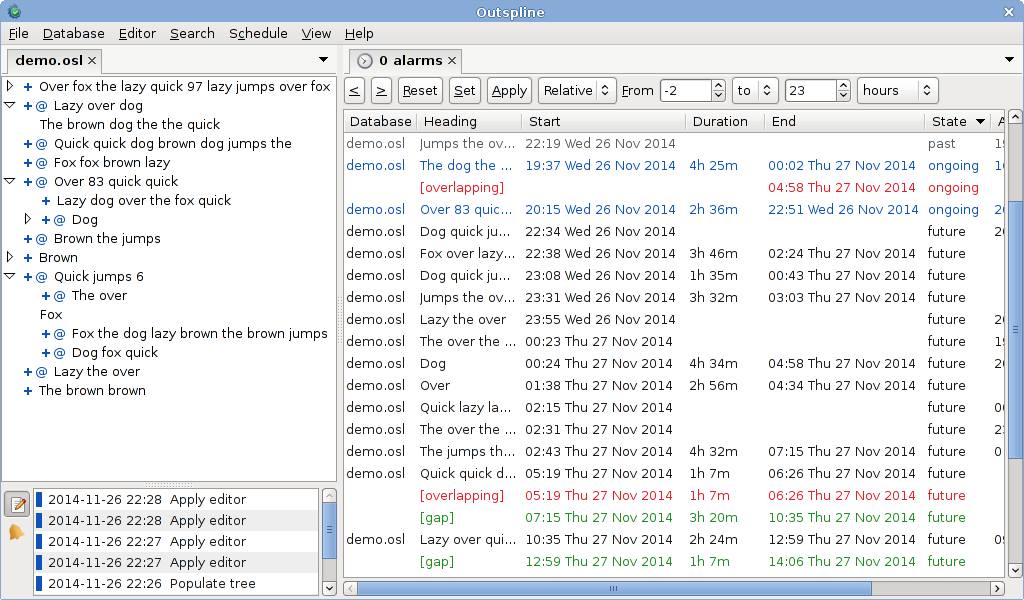 Outspline
File Database Editor Search Schedule View Help
demo.osl
Over fox the lazy quick 97 lazy jumps over fox
@ Lazy over dog
The brown dog the the quick
@ Quick quick dog brown dog jumps the
@ Fox fox brown lazy
@ Over 83 quick quick
Lazy dog over the fox quick
@ Dog
@ Brown the jumps
Brown
@ Quick jumps 6
@ The over
Fox
@ Fox the dog lazy brown the brown jumps
@ Dog fox quick
@ Lazy the over
The brown brown
2014-11-26 22:28 Apply editor
2014-11-26 22:28 Apply editor
2014-11-26 22:27 Apply editor
2014-11-26 22:27 Apply editor
2014-11-26 22:26 Populate tree
0 alarms
< > Reset Set Apply Relative From -2 to 23 hours
Database Heading Start Duration End State
demo.osl Jumps the ov... 22:19 Wed 26 Nov 2014 past
demo.osl The dog the ... 19:37 Wed 26 Nov 2014 4h 25m 00:02 Thu 27 Nov 2014 ongoing
[overlapping] 04:58 Thu 27 Nov 2014 ongoing
demo.osl Over 83 quic... 20:15 Wed 26 Nov 2014 2h 36m 22:51 Wed 26 Nov 2014 ongoing
demo.osl Dog quick ju... 22:34 Wed 26 Nov 2014 future
demo.osl Fox over lazy... 22:38 Wed 26 Nov 2014 3h 46m 02:24 Thu 27 Nov 2014 future
demo.osl Dog quick ju... 23:08 Wed 26 Nov 2014 1h 35m 00:43 Thu 27 Nov 2014 future
demo.osl Jumps the ov... 23:31 Wed 26 Nov 2014 3h 32m 03:03 Thu 27 Nov 2014 future
demo.osl Lazy the over 23:55 Wed 26 Nov 2014 future
demo.osl The over the ... 00:23 Thu 27 Nov 2014 future
demo.osl Dog 00:24 Thu 27 Nov 2014 4h 34m 04:58 Thu 27 Nov 2014 future
demo.osl Over 01:38 Thu 27 Nov 2014 2h 56m 04:34 Thu 27 Nov 2014 future
demo.osl Quick lazy la... 02:15 Thu 27 Nov 2014 future
demo.osl The over the ... 02:31 Thu 27 Nov 2014 future
demo.osl The jumps th... 02:43 Thu 27 Nov 2014 4h 32m 07:15 Thu 27 Nov 2014 future
demo.osl Quick quick d... 05:19 Thu 27 Nov 2014 1h 7m 06:26 Thu 27 Nov 2014 future
[overlapping] 05:19 Thu 27 Nov 2014 1h 7m 06:26 Thu 27 Nov 2014 future
[gap] 07:15 Thu 27 Nov 2014 3h 20m 10:35 Thu 27 Nov 2014 future
demo.osl Lazy over qui... 10:35 Thu 27 Nov 2014 2h 24m 12:59 Thu 27 Nov 2014 future
[gap] 12:59 Thu 27 Nov 2014 1h 7m 14:06 Thu 27 Nov 2014 future